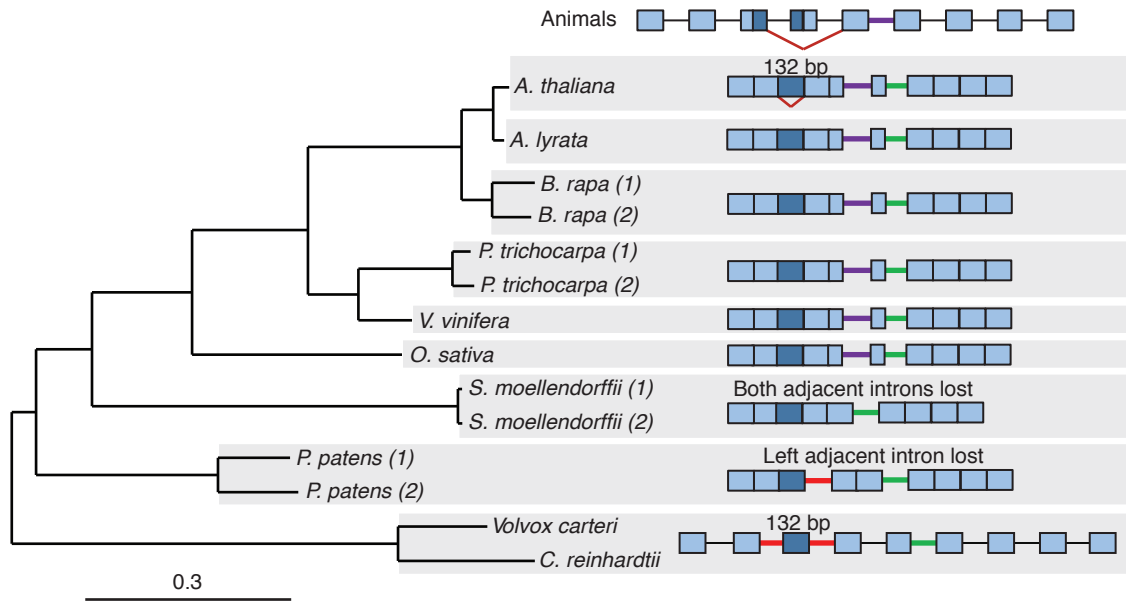 Animals
132 bp
A. thaliana
A. lyrata
B. rapa (1)
B. rapa (2)
P. trichocarpa (1)
P. trichocarpa (2)
V. vinifera
O. sativa
S. moellendorffii (1)
Both adjacent introns lost
S. moellendorffii (2)
P. patens (1)
Left adjacent intron lost
P. patens (2)
Volvox carteri
132 bp
C. reinhardtii
0.3